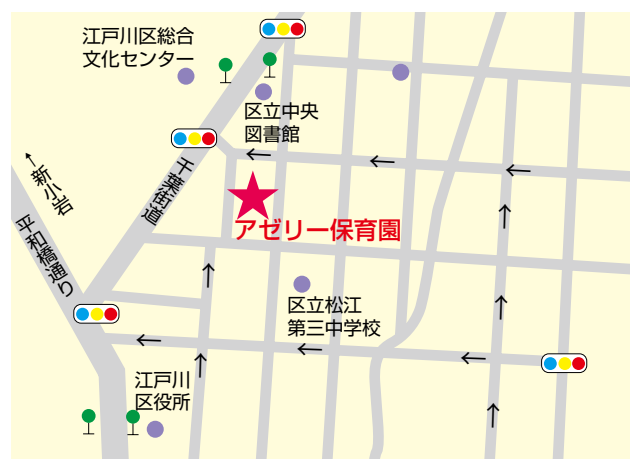 江戸川区総合
文化センター
区立中央
図書館
←新小岩
千葉街道
平和橋通り
アゼリー保育園
区立松江
第三中学校
江戸川
区役所